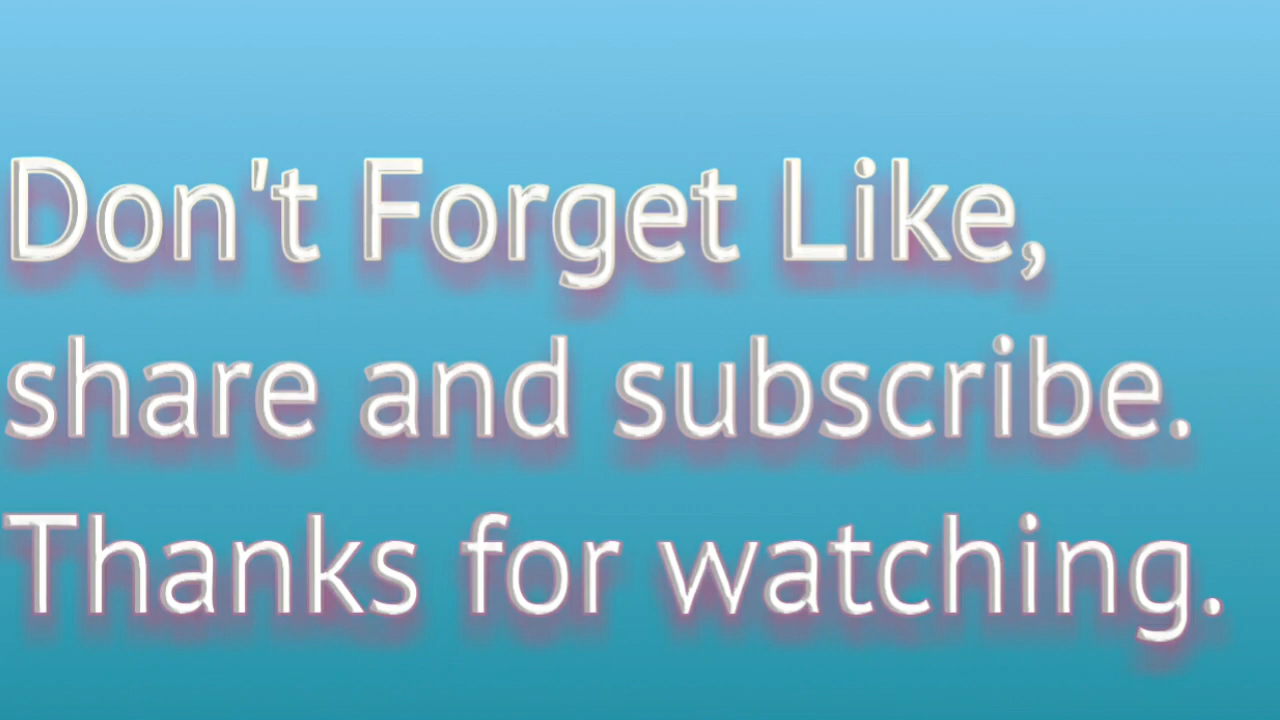 Don't Forget Like,
share and subscribe.
Thanks for watching.